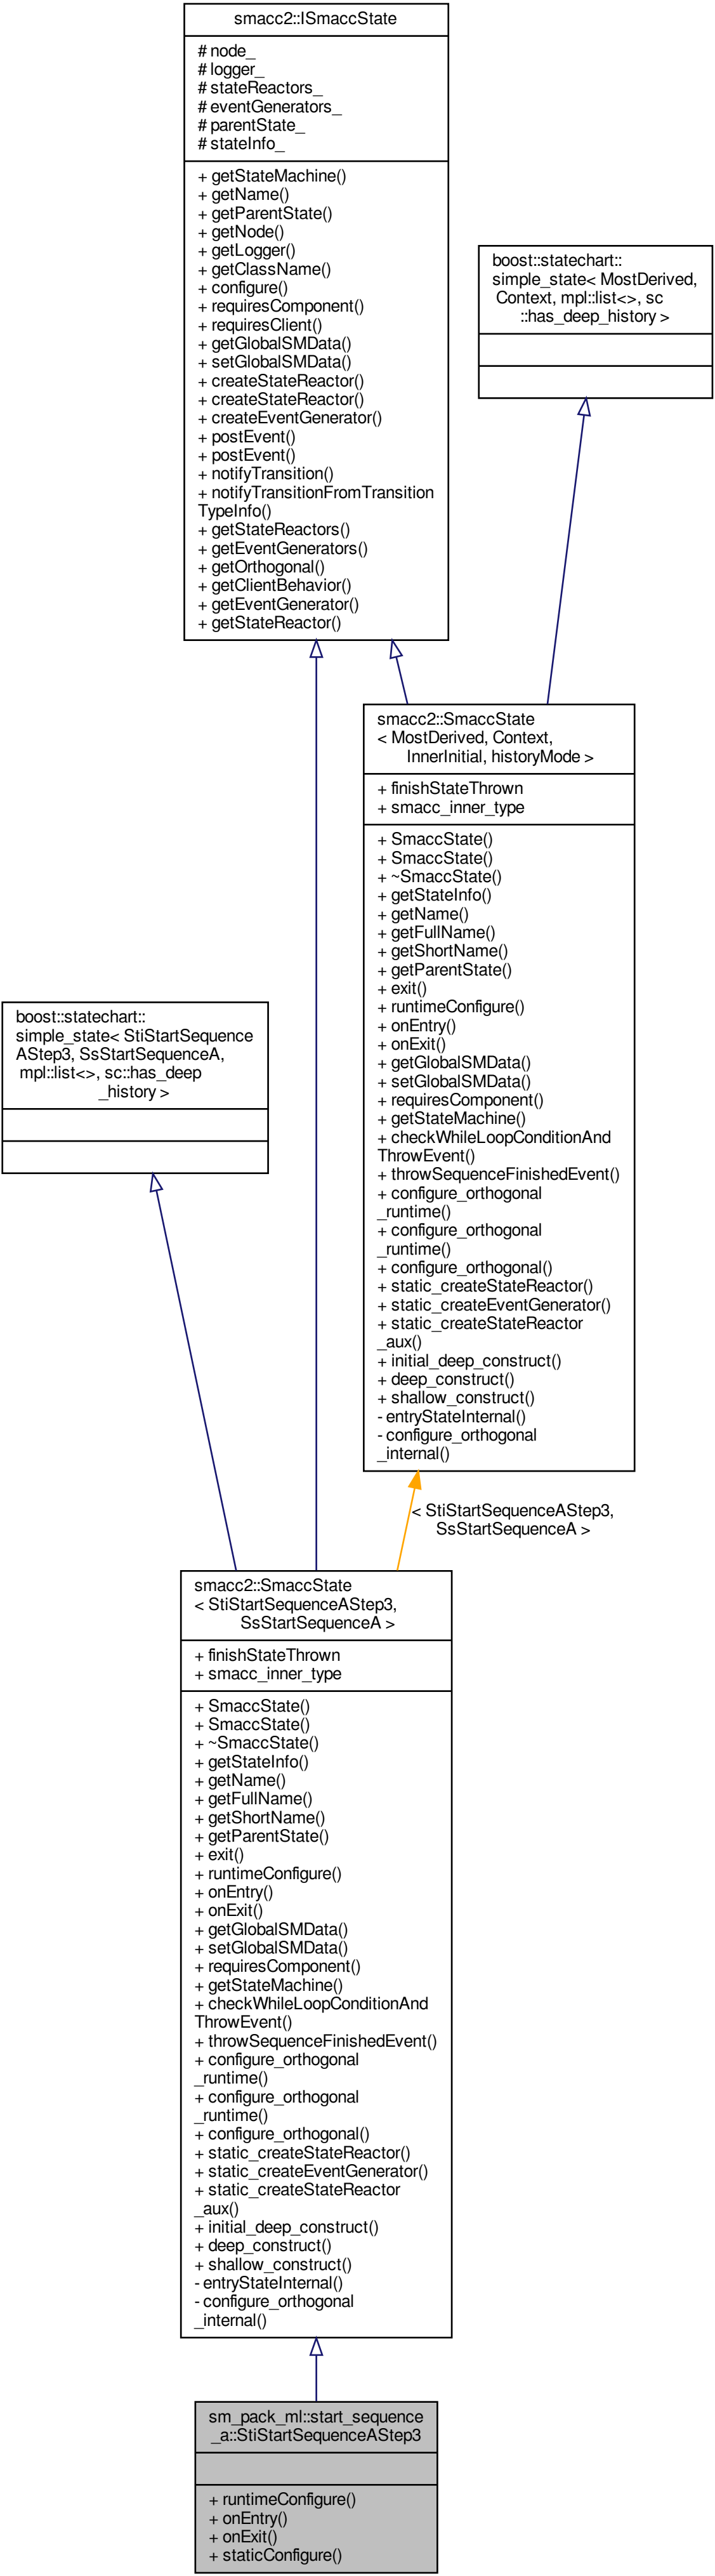 smacc2::ISmaccState
# node_
# logger_
# stateReactors_
# eventGenerators_
# parentState_
# stateInfo_
+ getStateMachine()
+ getName()
+ getParentState()
+ getNode()
+ getLogger()
+ getClassName()
+ configure()
+ requiresComponent()
+ requiresClient()
+ getGlobalSMData()
+ setGlobalSMData()
+ createStateReactor()
+ createStateReactor()
+ createEventGenerator()
+ postEvent()
+ postEvent()
+ notifyTransition()
+ notifyTransitionFromTransition
TypeInfo()
+ getStateReactors()
+ getEventGenerators()
+ getOrthogonal()
+ getClientBehavior()
+ getEventGenerator()
+ getStateReactor()
boost::statechart::
simple_state< MostDerived,
Context, mpl::list<>, sc
::has_deep_history >
smacc2::SmaccState
< MostDerived, Context,
InnerInitial, historyMode >
+ finishStateThrown
+ smacc_inner_type
+ SmaccState()
+ SmaccState()
+ ~SmaccState()
+ getStateInfo()
+ getName()
+ getFullName()
+ getShortName()
+ getParentState()
+ exit()
+ runtimeConfigure()
+ onEntry()
+ onExit()
+ getGlobalSMData()
+ setGlobalSMData()
+ requiresComponent()
+ getStateMachine()
+ checkWhileLoopConditionAnd
ThrowEvent()
+ throwSequenceFinishedEvent()
+ configure_orthogonal
_runtime()
+ configure_orthogonal
_runtime()
+ configure_orthogonal()
+ static_createStateReactor()
+ static_createEventGenerator()
+ static_createStateReactor
_aux()
+ initial_deep_construct()
+ deep_construct()
+ shallow_construct()
- entryStateInternal()
- configure_orthogonal
_internal()
boost::statechart::
simple_state< StiStartSequence
AStep3, SsStartSequenceA,
mpl::list<>, sc::has_deep
_history >
< StiStartSequenceAStep3,
SsStartSequenceA >
smacc2::SmaccState
< StiStartSequenceAStep3,
SsStartSequenceA >
+ finishStateThrown
+ smacc_inner_type
+ SmaccState()
+ SmaccState()
+ ~SmaccState()
+ getStateInfo()
+ getName()
+ getFullName()
+ getShortName()
+ getParentState()
+ exit()
+ runtimeConfigure()
+ onEntry()
+ onExit()
+ getGlobalSMData()
+ setGlobalSMData()
+ requiresComponent()
+ getStateMachine()
+ checkWhileLoopConditionAnd
ThrowEvent()
+ throwSequenceFinishedEvent()
+ configure_orthogonal
_runtime()
+ configure_orthogonal
_runtime()
+ configure_orthogonal()
+ static_createStateReactor()
+ static_createEventGenerator()
+ static_createStateReactor
_aux()
+ initial_deep_construct()
+ deep_construct()
+ shallow_construct()
- entryStateInternal()
- configure_orthogonal
_internal()
sm_pack_ml::start_sequence
_a::StiStartSequenceAStep3
+ runtimeConfigure()
+ onEntry()
+ onExit()
+ staticConfigure()